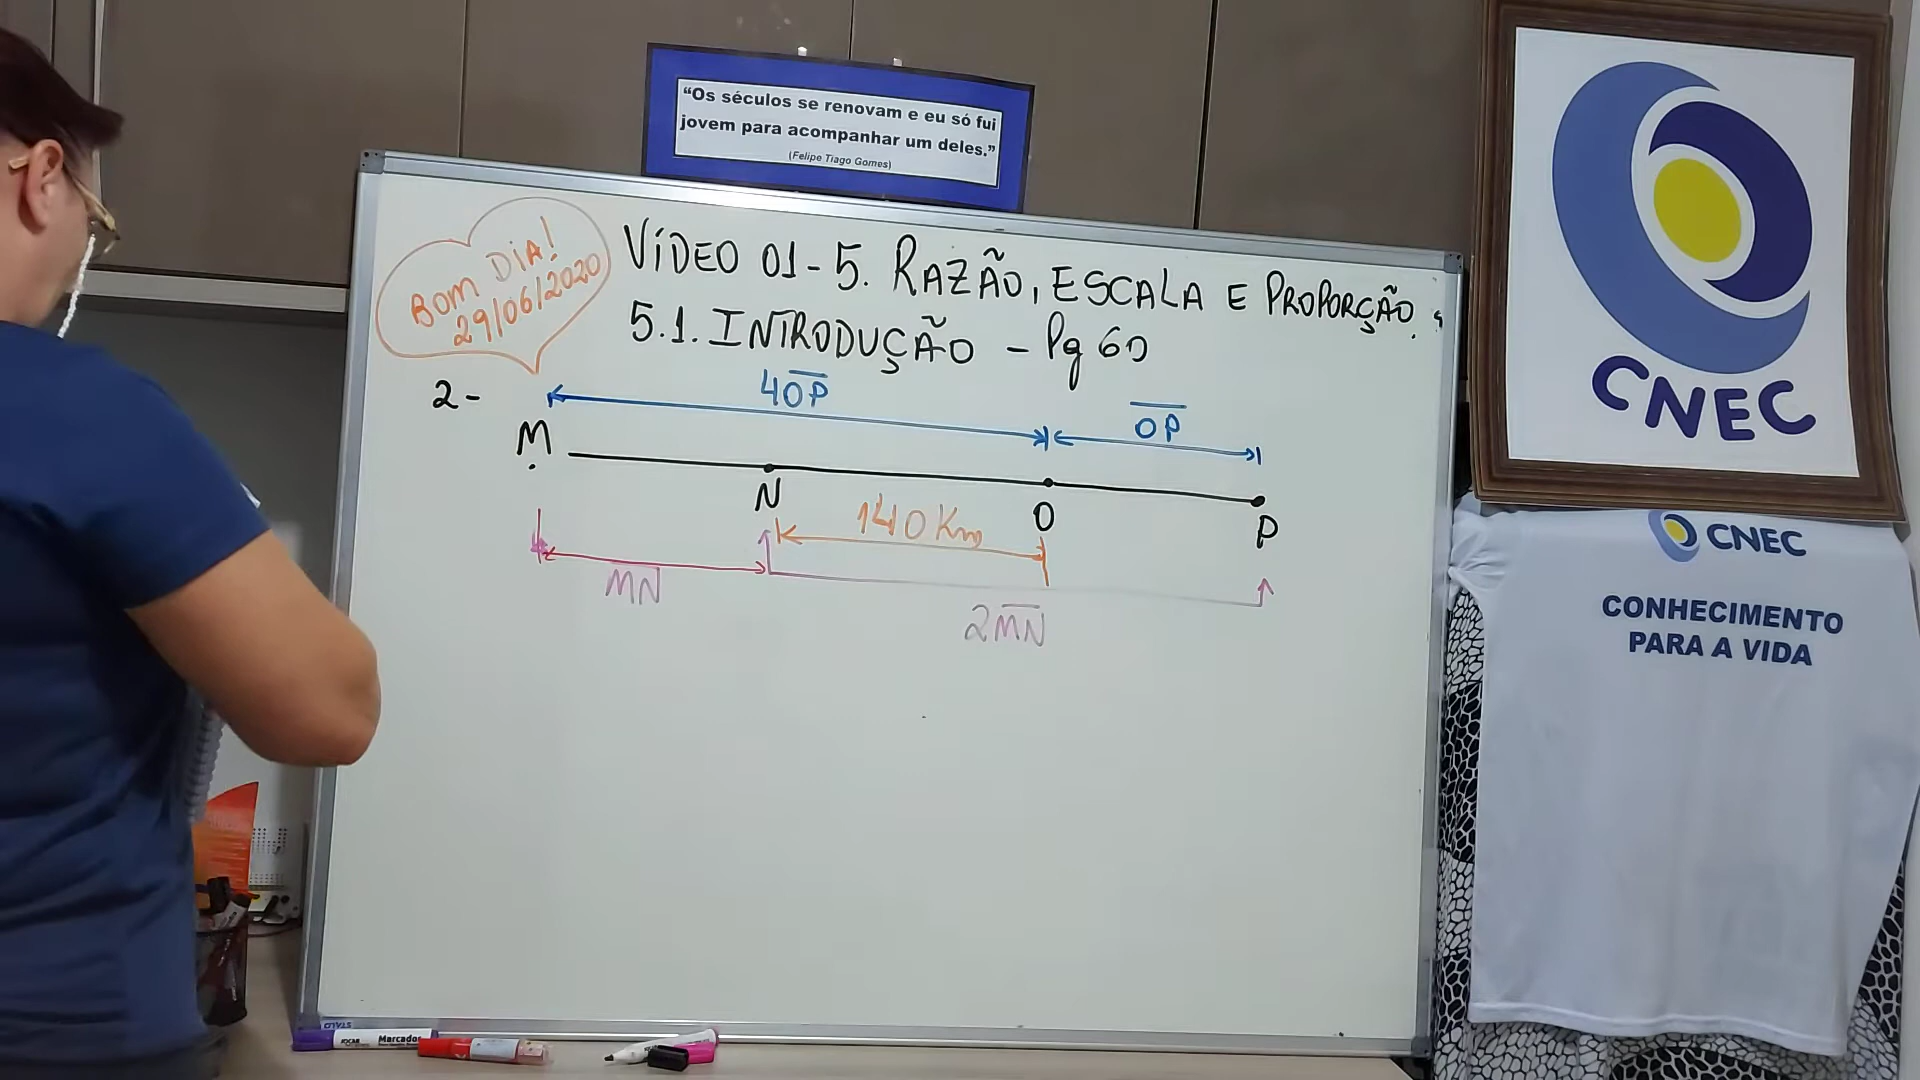 “Os séculos se renovam e eu só fui
jovem para acompanhar um deles.”
(Felipe Tiago Gomes)
CNEC
BOM DIA!
29/06/2020
VÍDEO 01-5. RAZÃO, ESCALA E PROPORÇÃO.
5.1. INTRODUÇÃO - Pg 60
2-
4OP
OP
M
N
O
P
140 Km
MN
2MN
CNEC
CONHECIMENTO
PARA A VIDA
Marcador